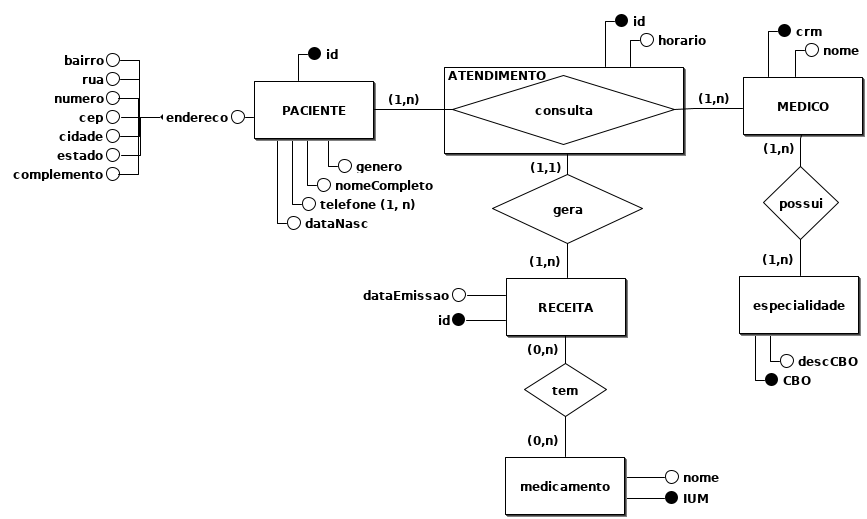 id
horario
crm
nome
bairro
rua
numero
cep
cidade
estado
complemento
endereco
id
PACIENTE
genero
nomeCompleto
telefone (1, n)
dataNasc
(1,n)
ATENDIMENTO
consulta
(1,n)
MEDICO
(1,n)
possui
(1,n)
especialidade
descCBO
CBO
(1,1)
gera
(1,n)
dataEmissao
id
RECEITA
(0,n)
tem
(0,n)
medicamento
nome
IUM